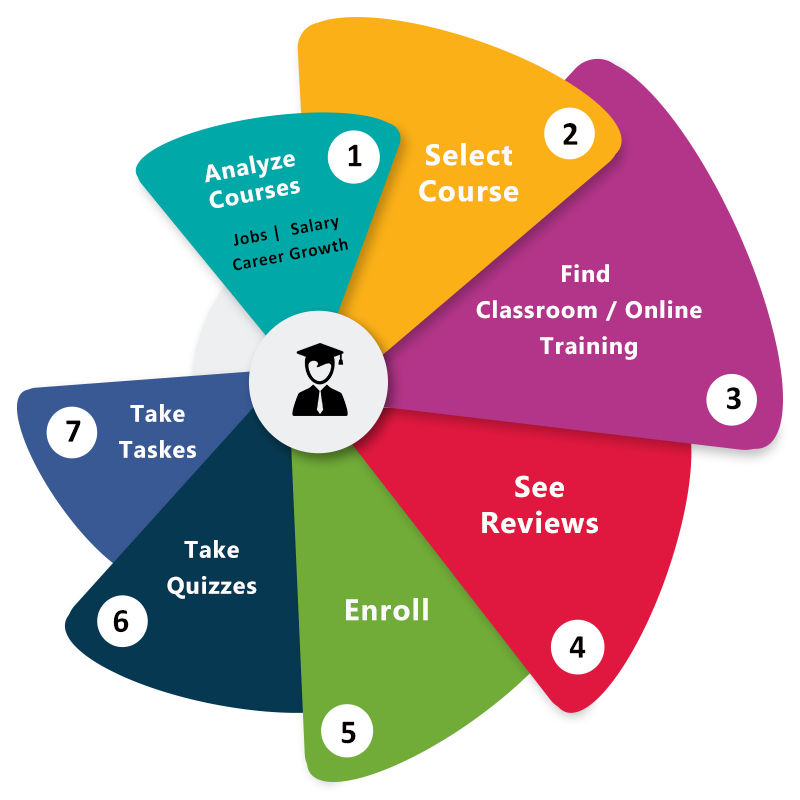 1
Analyze
Courses
Jobs | Salary
Career Growth
2
Select
Course
Find
Classroom / Online
Training
3
See
Reviews
4
Enroll
5
Take
Quizzes
6
7
Take
Taskes